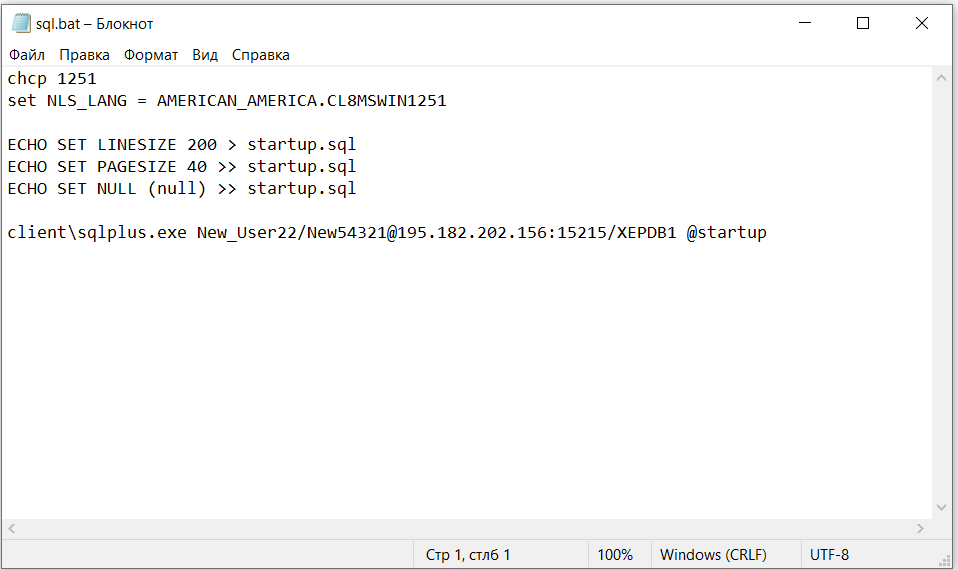 sql.bat – Блокнот
Файл Правка Формат Вид Справка
chcp 1251
set NLS_LANG = AMERICAN_AMERICA.CL8MSWIN1251
ECHO SET LINESIZE 200 > startup.sql
ECHO SET PAGESIZE 40 >> startup.sql
ECHO SET NULL (null) >> startup.sql
client\sqlplus.exe New_User22/New54321@195.182.202.156:15215/XEPDB1 @startup
Стр 1, стлб 1 100% Windows (CRLF) UTF-8